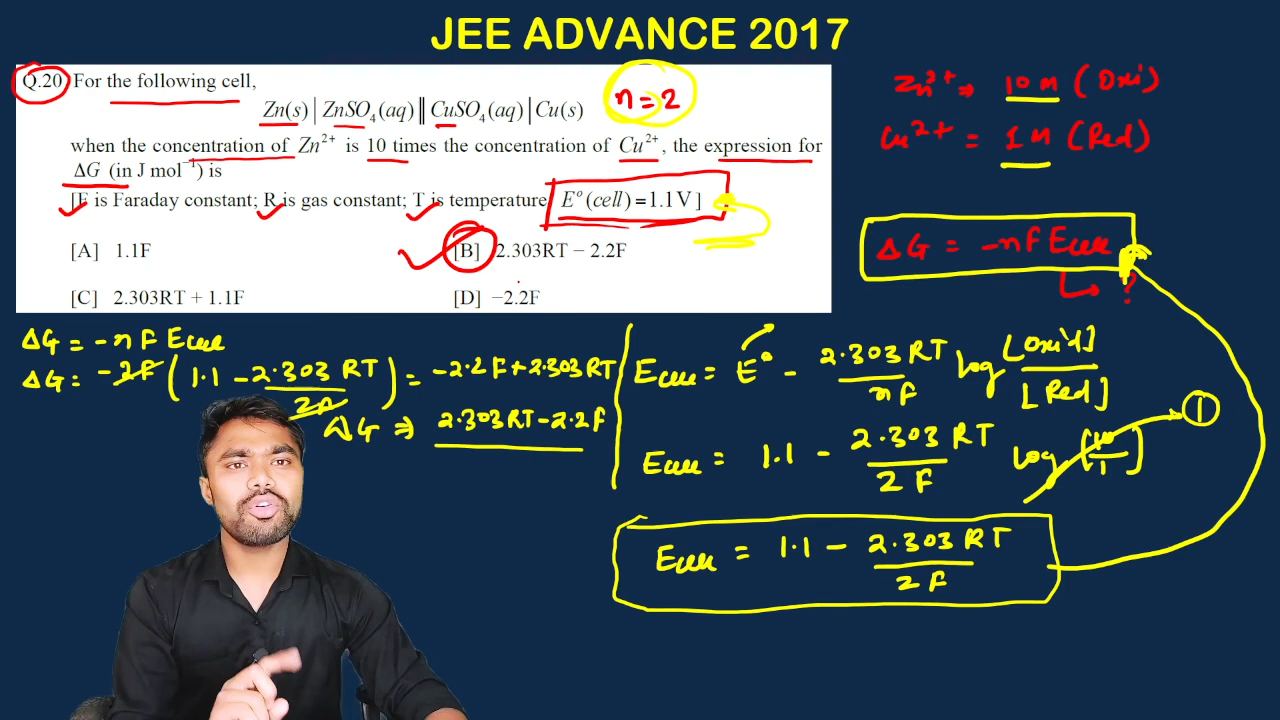 JEE ADVANCE 2017
Q.20 For the following cell,
Zn(s) | ZnSO₄(aq) || CuSO₄(aq) | Cu(s)
n = 2
when the concentration of Zn²⁺ is 10 times the concentration of Cu²⁺, the expression for
ΔG (in J mol⁻¹) is
[F is Faraday constant; R is gas constant; T is temperature, E°(cell) = 1.1V ]
[A] 1.1F
[B] 2.303RT − 2.2F
[C] 2.303RT + 1.1F
[D] −2.2F
Zn²⁺ ⇒ 10 M (Oxi)
Cu²⁺ = 1 M (Red)
ΔG = -nF Ecell
?
ΔG = -nF Ecell
ΔG = -2F (1.1 - 2.303 RT / 2F) = -2.2F + 2.303RT
ΔG ⇒ 2.303RT - 2.2F
Ecell = E° - 2.303 RT / nF log [Oxi] / [Red]
Ecell = 1.1 - 2.303 RT / 2F log [10/1] 1
Ecell = 1.1 - 2.303 RT / 2F